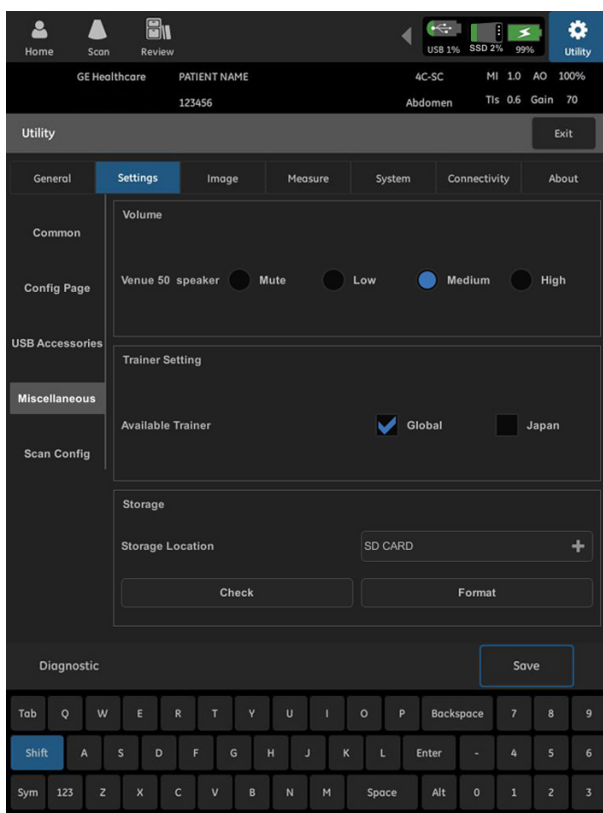 Home Scan Review USB 1% SSD 2% 99% Utility
GE Healthcare PATIENT NAME 4C-SC MI 1.0 AO 100%
123456 Abdomen TIs 0.6 Gain 70
Utility Exit
General Settings Image Measure System Connectivity About
Common
Config Page
USB Accessories
Miscellaneous
Scan Config
Volume
Venue 50 speaker Mute Low Medium High
Trainer Setting
Available Trainer Global Japan
Storage
Storage Location SD CARD +
Check Format
Diagnostic Save
Tab Q W E R T Y U I O P Backspace 7 8 9
Shift A S D F G H J K L Enter - 4 5 6
Sym 123 Z X C V B N M Space Alt 0 1 2 3